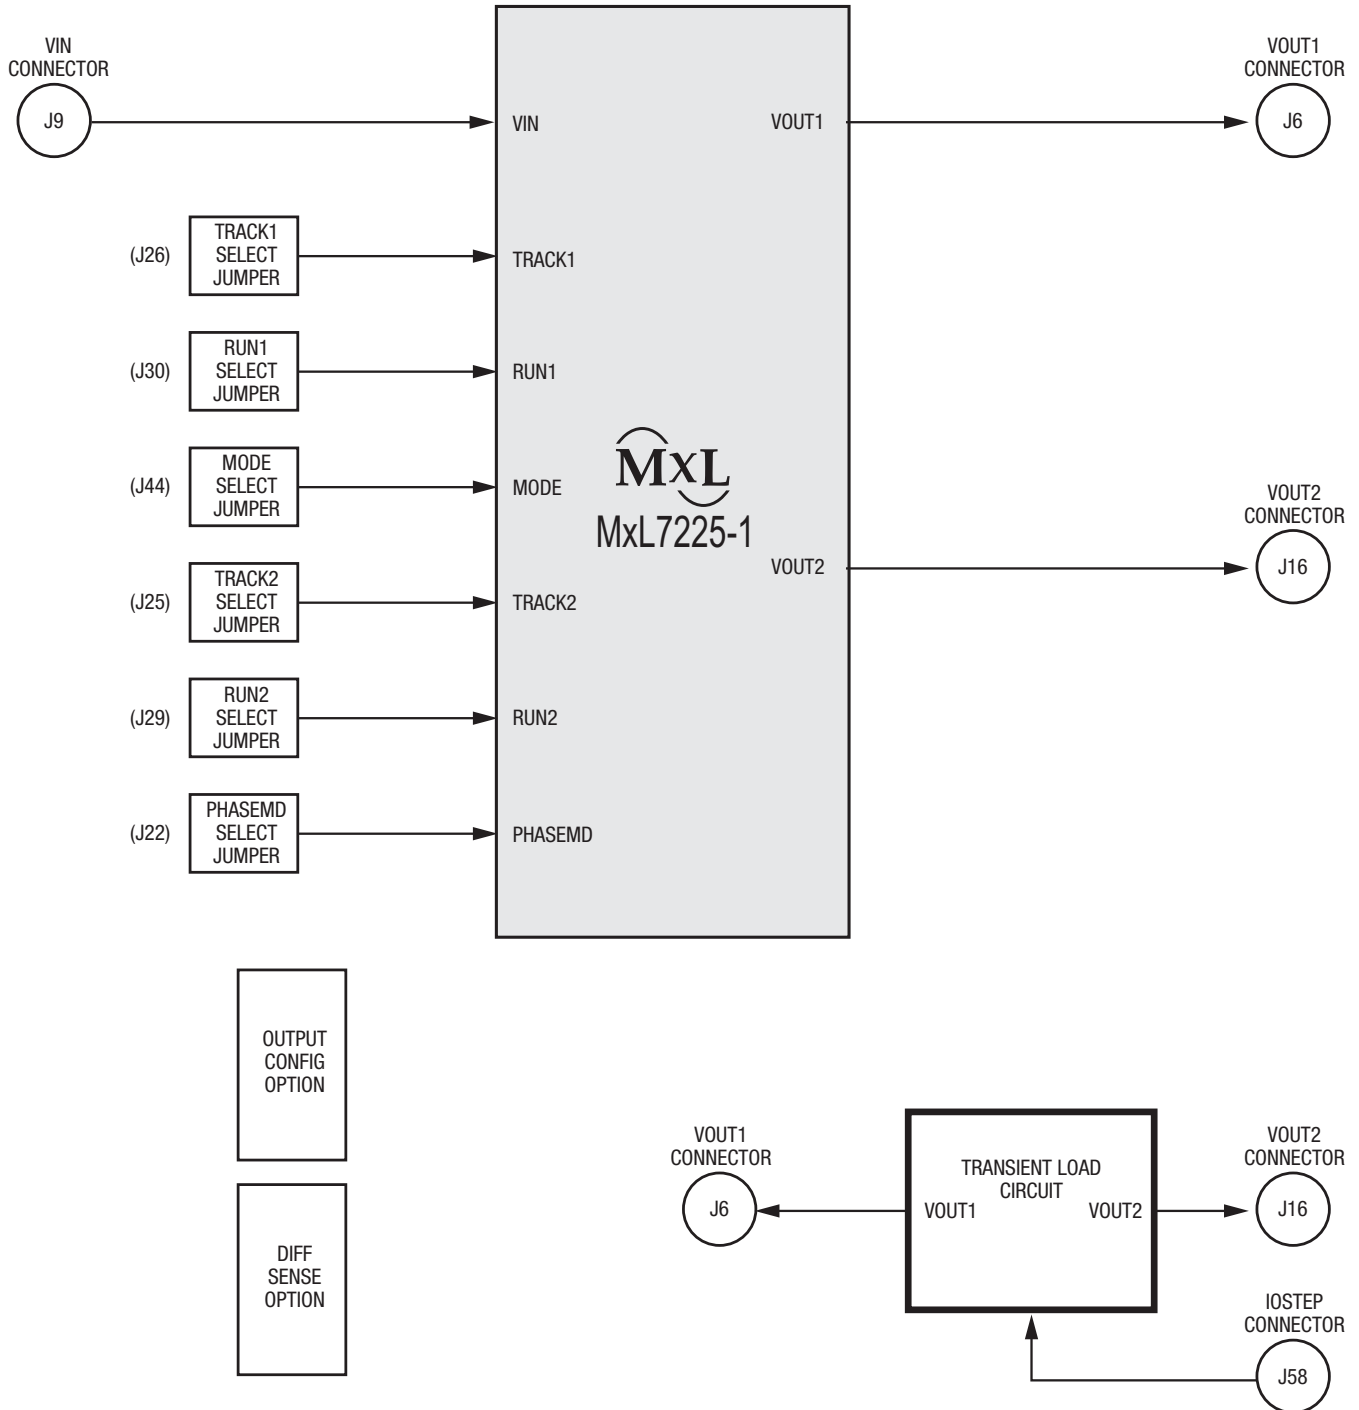 VIN
CONNECTOR
J9
VIN
VOUT1
VOUT1
CONNECTOR
J6
(J26)
TRACK1
SELECT
JUMPER
TRACK1
(J30)
RUN1
SELECT
JUMPER
RUN1
(J44)
MODE
SELECT
JUMPER
MODE
MxL
MxL7225-1
VOUT2
VOUT2
CONNECTOR
J16
(J25)
TRACK2
SELECT
JUMPER
TRACK2
(J29)
RUN2
SELECT
JUMPER
RUN2
(J22)
PHASEMD
SELECT
JUMPER
PHASEMD
OUTPUT
CONFIG
OPTION
DIFF
SENSE
OPTION
VOUT1
CONNECTOR
J6
TRANSIENT LOAD
CIRCUIT
VOUT1
VOUT2
VOUT2
CONNECTOR
J16
IOSTEP
CONNECTOR
J58